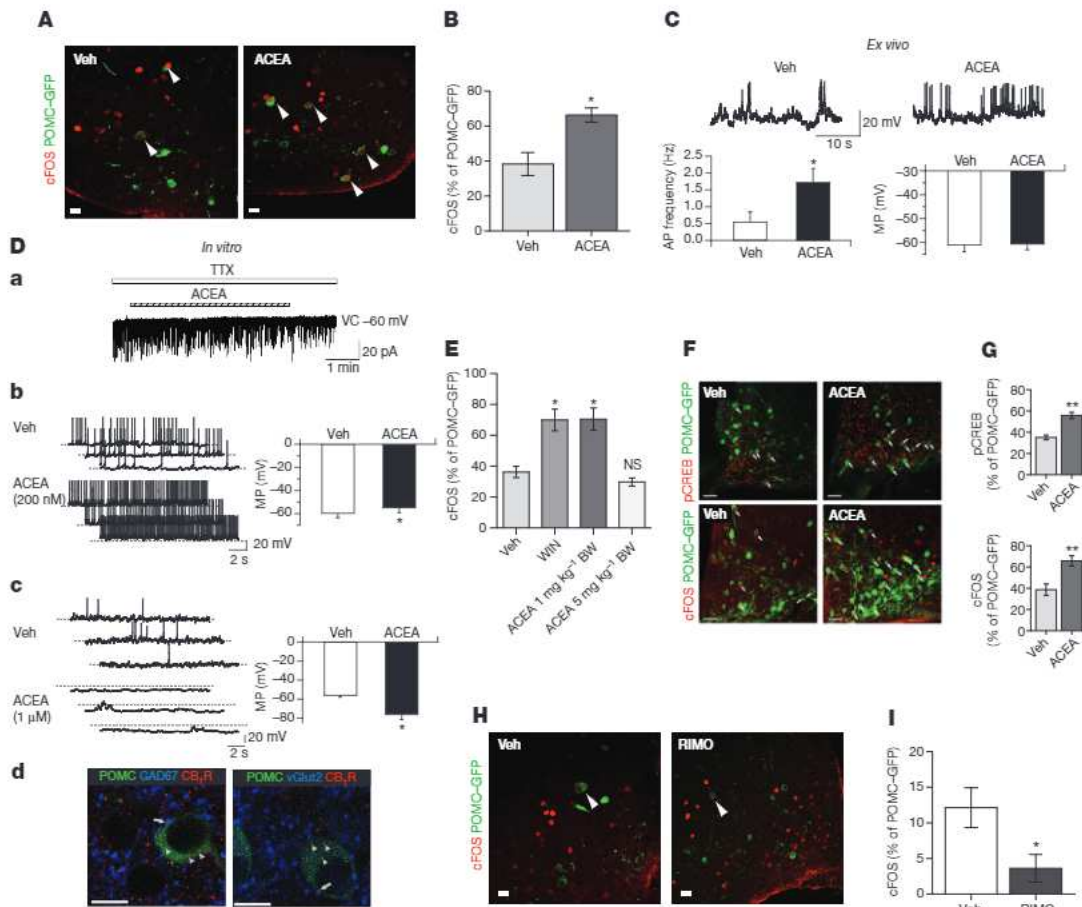 A
Veh
ACEA
cFOS POMC–GFP
B
cFOS (% of POMC–GFP)
80
60
40
20
0
*
Veh
ACEA
C
Ex vivo
Veh
ACEA
20 mV
10 s
AP frequency (Hz)
2.5
2.0
1.5
1.0
0.5
0.0
*
Veh
ACEA
Veh
ACEA
MP (mV)
−30
−40
−50
−60
D
In vitro
a
TTX
ACEA
VC −60 mV
20 pA
1 min
b
Veh
ACEA
(200 nM)
20 mV
2 s
Veh
ACEA
MP (mV)
0
−20
−40
−60
*
c
Veh
ACEA
(1 μM)
20 mV
2 s
Veh
ACEA
MP (mV)
0
−20
−40
−60
−80
*
d
POMC GAD67 CB₁R
POMC vGlut2 CB₁R
E
cFOS (% of POMC–GFP)
100
80
60
40
20
0
*
*
NS
Veh
WIN
ACEA 1 mg kg⁻¹ BW
ACEA 5 mg kg⁻¹ BW
F
Veh
ACEA
pCREB POMC-GFP
Veh
ACEA
cFOS POMC-GFP
G
pCREB
(% of POMC–GFP)
80
60
40
20
0
**
Veh
ACEA
cFOS
(% of POMC–GFP)
80
60
40
20
0
**
Veh
ACEA
H
Veh
RIMO
cFOS POMC–GFP
I
cFOS (% of POMC–GFP)
15
10
5
0
*
Veh
RIMO